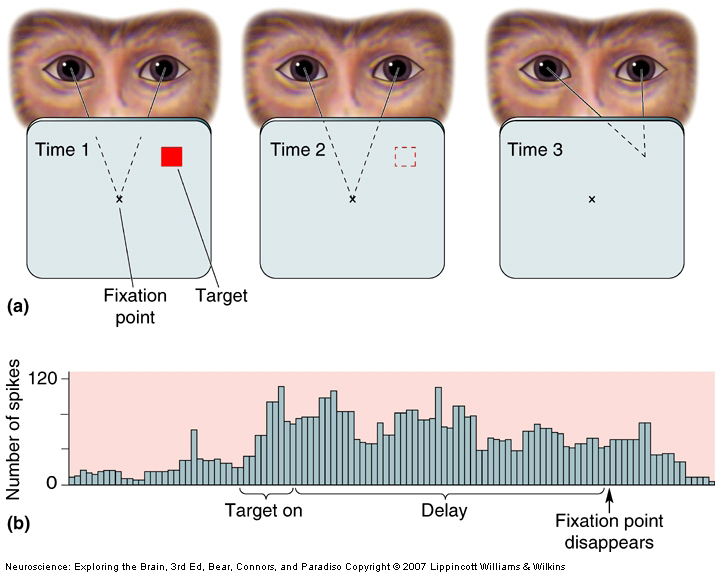 Time 1
Time 2
Time 3
Fixation
point
Target
(a)
120
0
Number of spikes
Target on
Delay
Fixation point
disappears
(b)
Neuroscience: Exploring the Brain, 3rd Ed, Bear, Connors, and Paradiso Copyright © 2007 Lippincott Williams & Wilkins